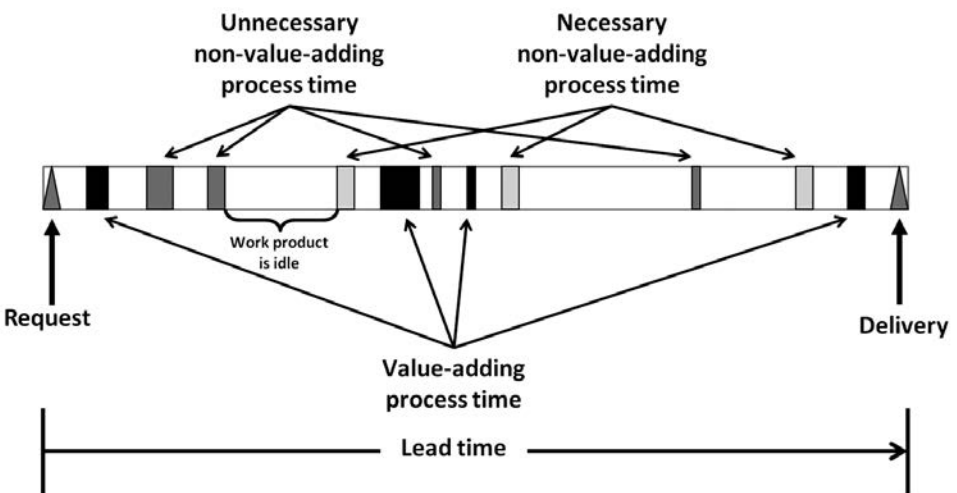 Unnecessary
non-value-adding
process time
Necessary
non-value-adding
process time
Work product
is idle
Request
Delivery
Value-adding
process time
Lead time